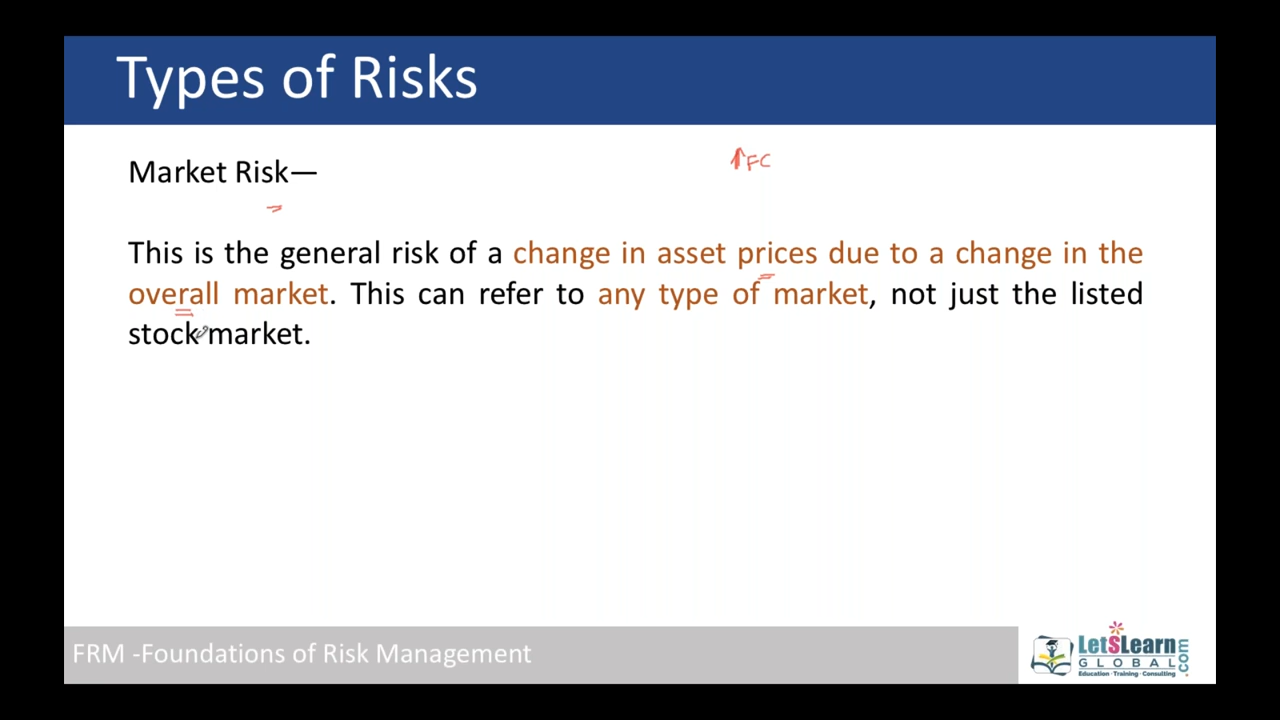 Types of Risks
↑FC
Market Risk—
This is the general risk of a change in asset prices due to a change in the
overall market. This can refer to any type of market, not just the listed
stock market.
FRM -Foundations of Risk Management
LetSLearn
GLOBAL
.com
Education · Training · Consulting